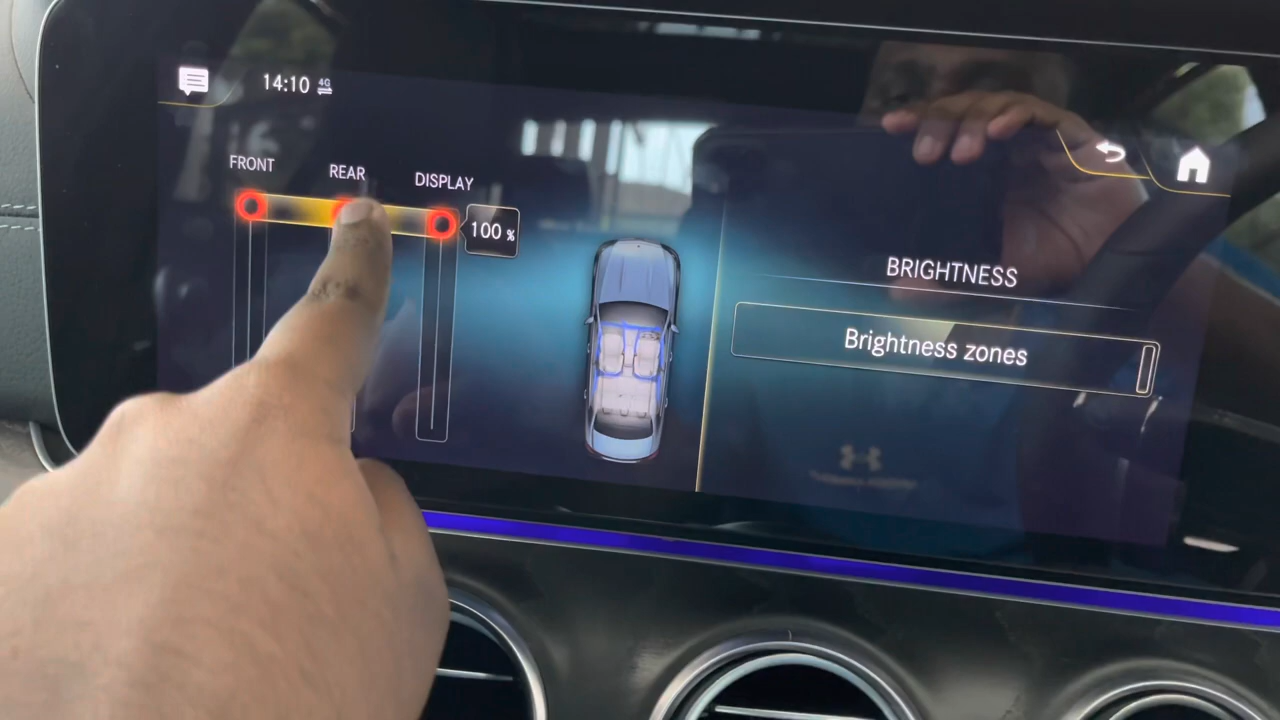 14:10 4G
FRONT
REAR
DISPLAY
100 %
BRIGHTNESS
Brightness zones